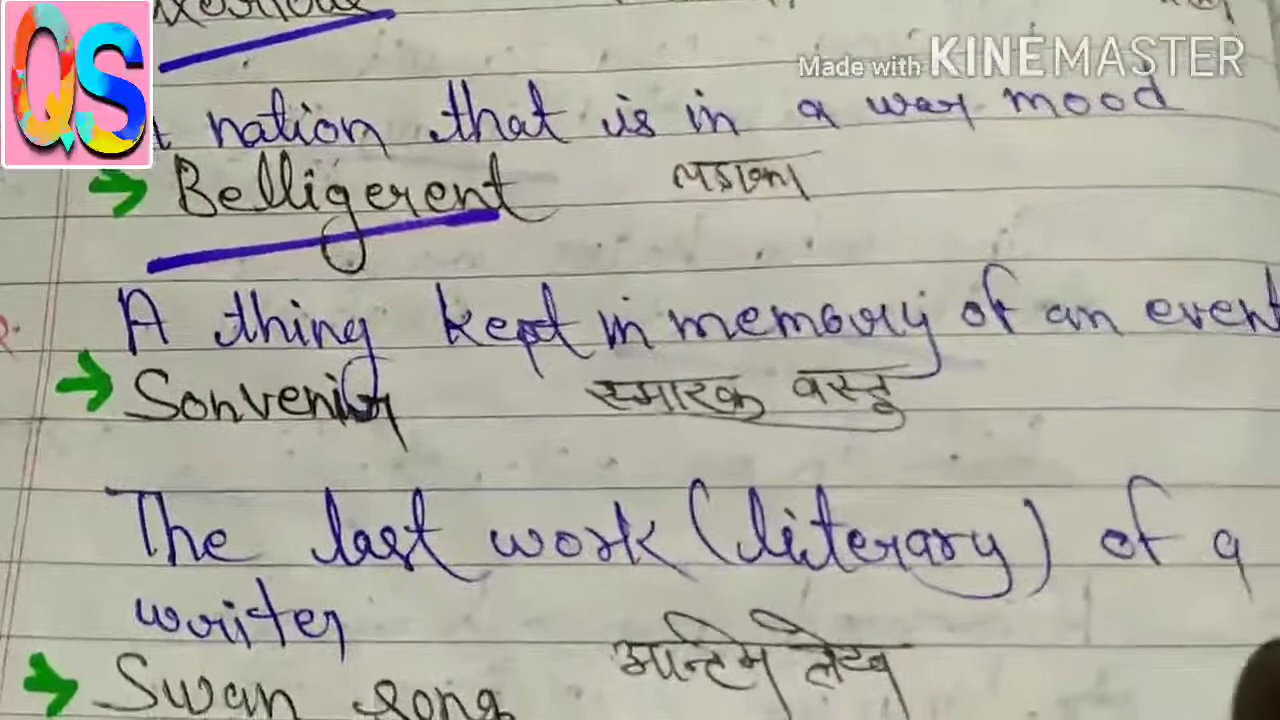 QS
Made with KINEMASTER
nation that is in a war mood
Belligerent लडाका
A thing kept in memory of an event
Sonvenir स्मारक वस्तु
The last work (literary) of a
writer
Swan song अन्तिम लेख